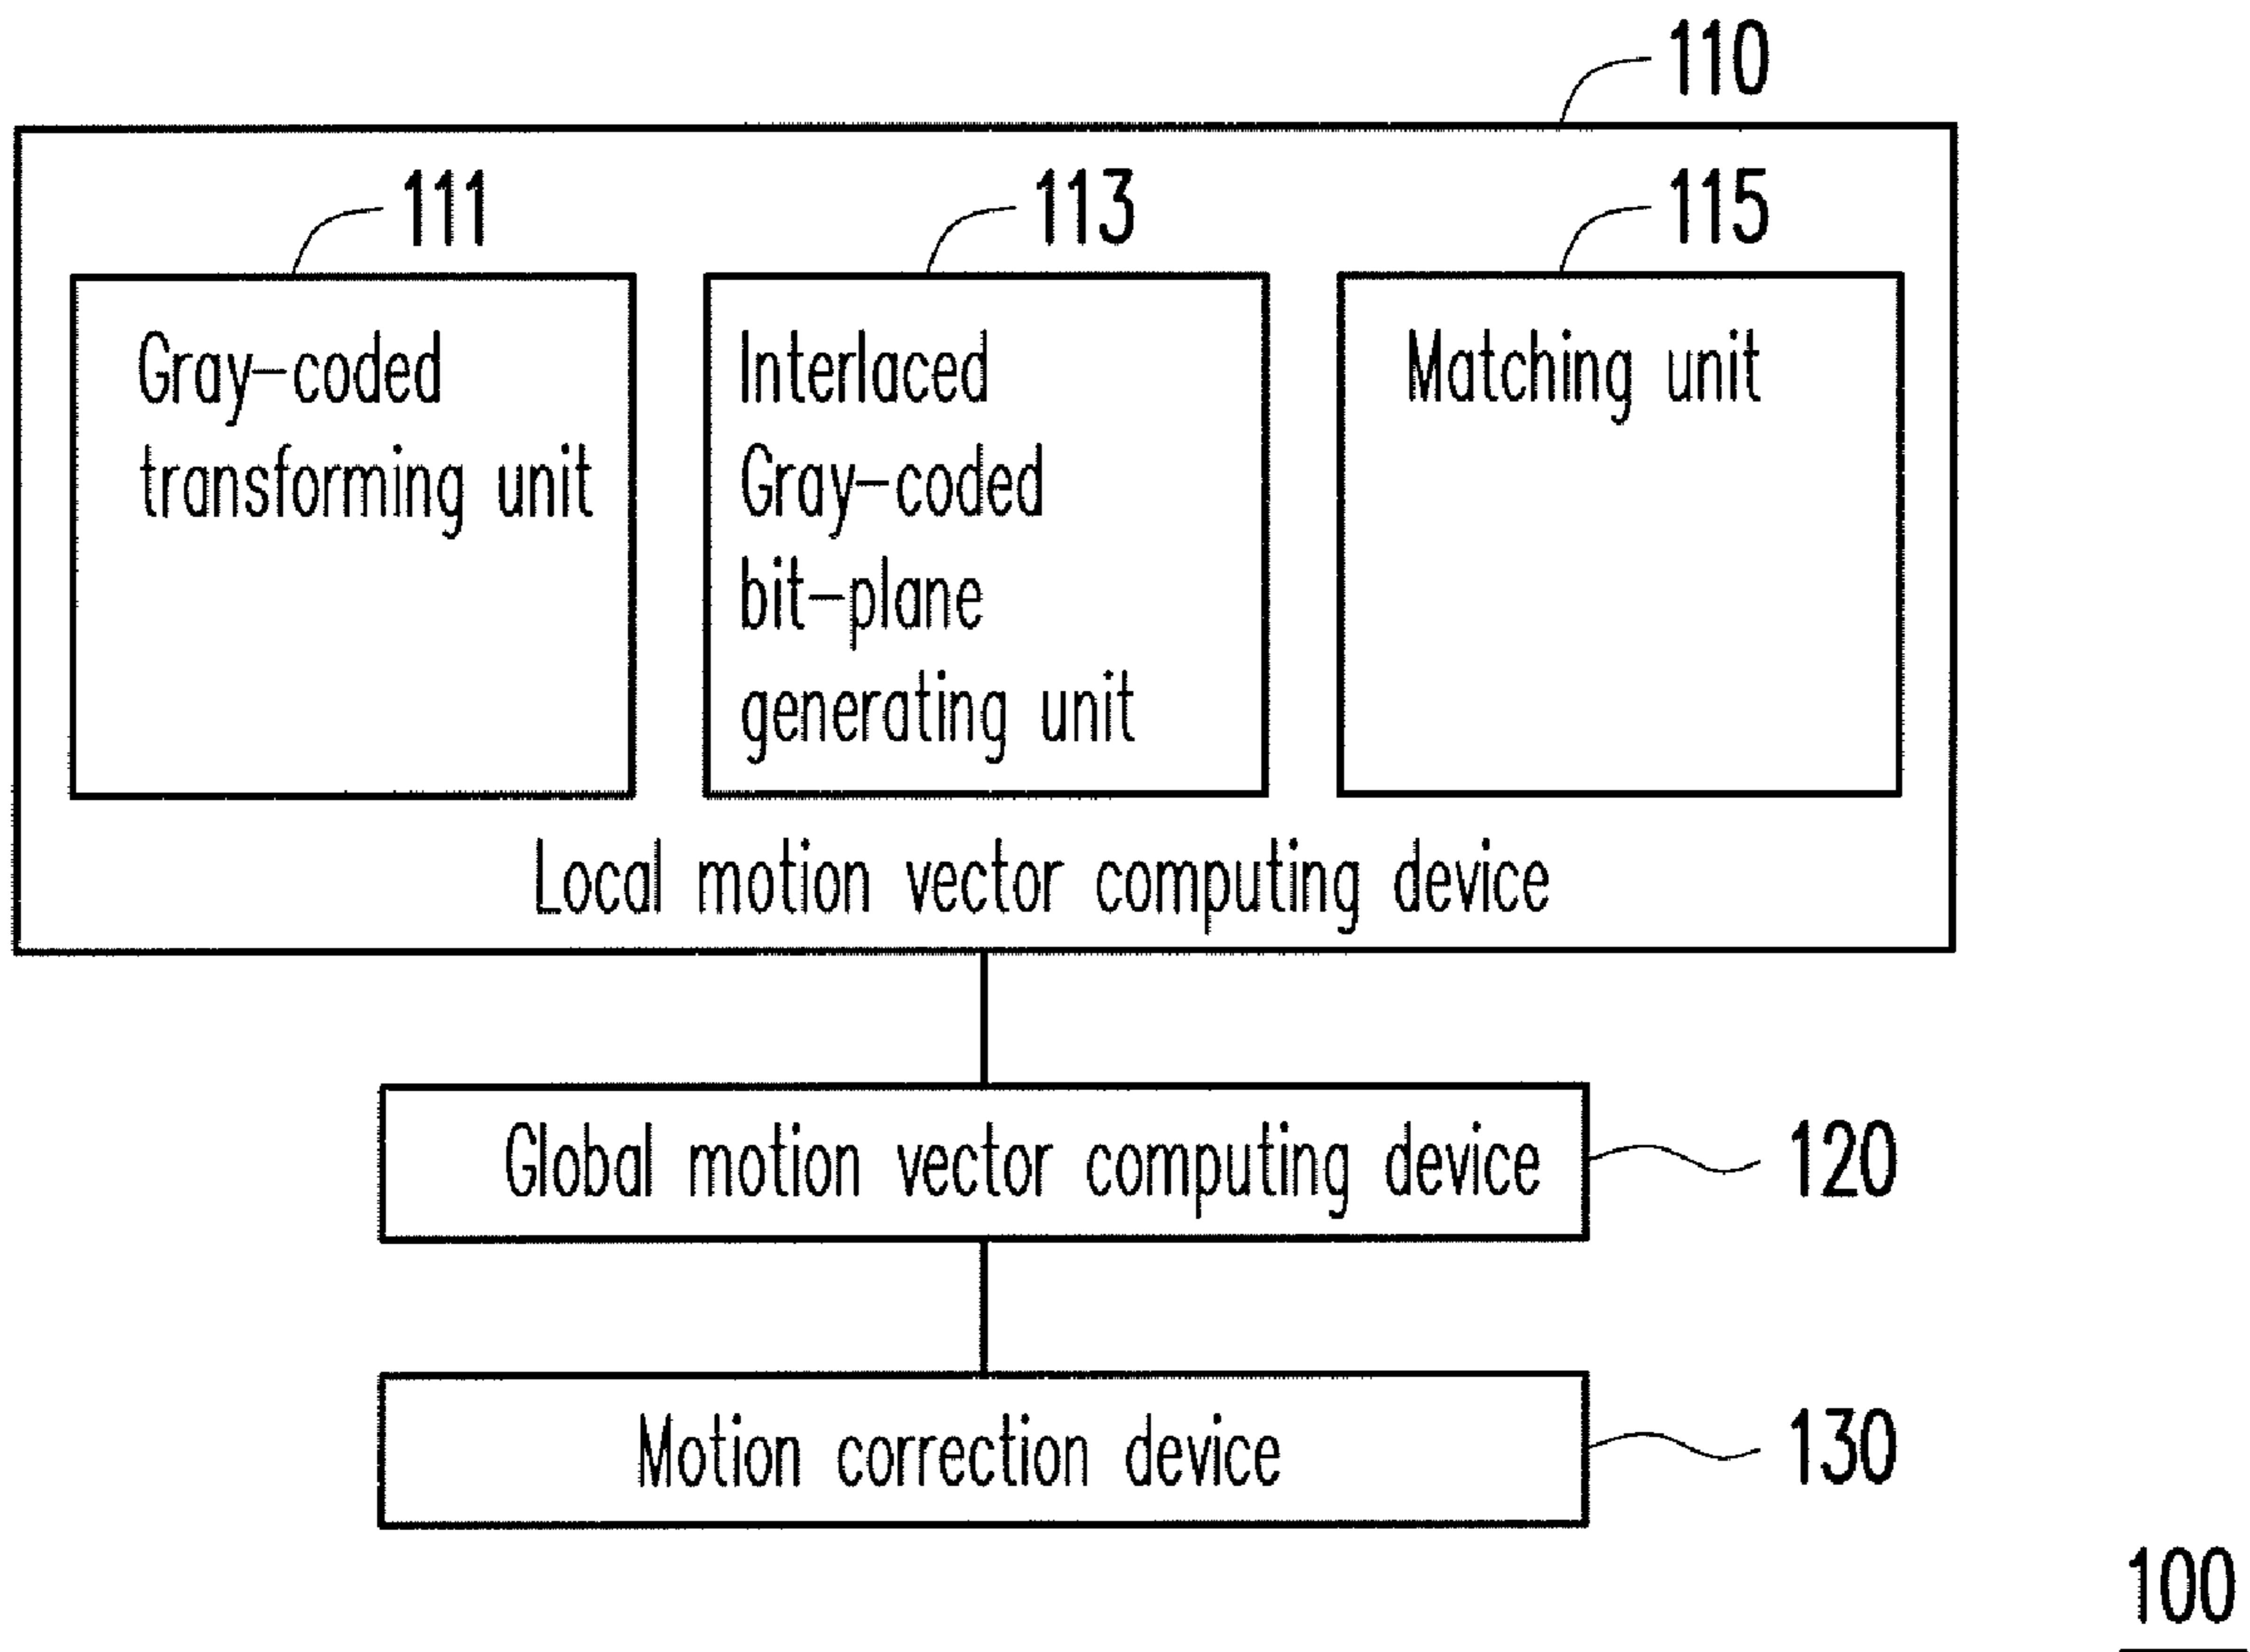 110
111
113
115
Gray-coded
transforming unit
Interlaced
Gray-coded
bit-plane
generating unit
Matching unit
Local motion vector computing device
Global motion vector computing device
120
Motion correction device
130
100